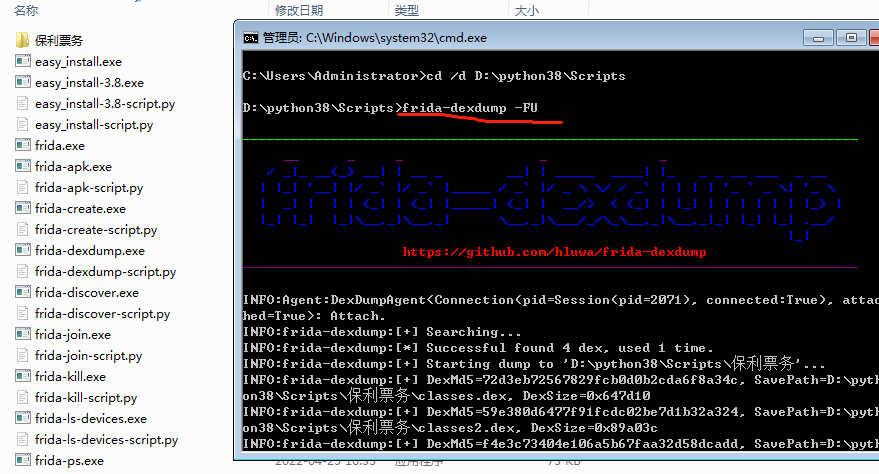 名称
修改日期
类型
大小
保利票务
easy_install.exe
easy_install-3.8.exe
easy_install-3.8-script.py
easy_install-script.py
frida.exe
frida-apk.exe
frida-apk-script.py
frida-create.exe
frida-create-script.py
frida-dexdump.exe
frida-dexdump-script.py
frida-discover.exe
frida-discover-script.py
frida-join.exe
frida-join-script.py
frida-kill.exe
frida-kill-script.py
frida-ls-devices.exe
frida-ls-devices-script.py
frida-ps.exe
管理员: C:\Windows\system32\cmd.exe
C:\Users\Administrator>cd /d D:\python38\Scripts
D:\python38\Scripts>frida-dexdump -FU
frida-dexdump
https://github.com/hluwa/frida-dexdump
INFO:Agent:DexDumpAgent<Connection(pid=Session(pid=2071), connected:True), attac
hed=True>: Attach.
INFO:frida-dexdump:[+] Searching...
INFO:frida-dexdump:[*] Successful found 4 dex, used 1 time.
INFO:frida-dexdump:[+] Starting dump to 'D:\python38\Scripts\保利票务'...
INFO:frida-dexdump:[+] DexMd5=72d3eb72567829fcb0d0b2cda6f8a34c, SavePath=D:\pyth
on38\Scripts\保利票务\classes.dex, DexSize=0x647d10
INFO:frida-dexdump:[+] DexMd5=59e380d6477f91fcdc02be7d1b32a324, SavePath=D:\pyth
on38\Scripts\保利票务\classes2.dex, DexSize=0x89a03c
INFO:frida-dexdump:[+] DexMd5=f4e3c73404e106a5b67faa32d58dcadd, SavePath=D:\pyth